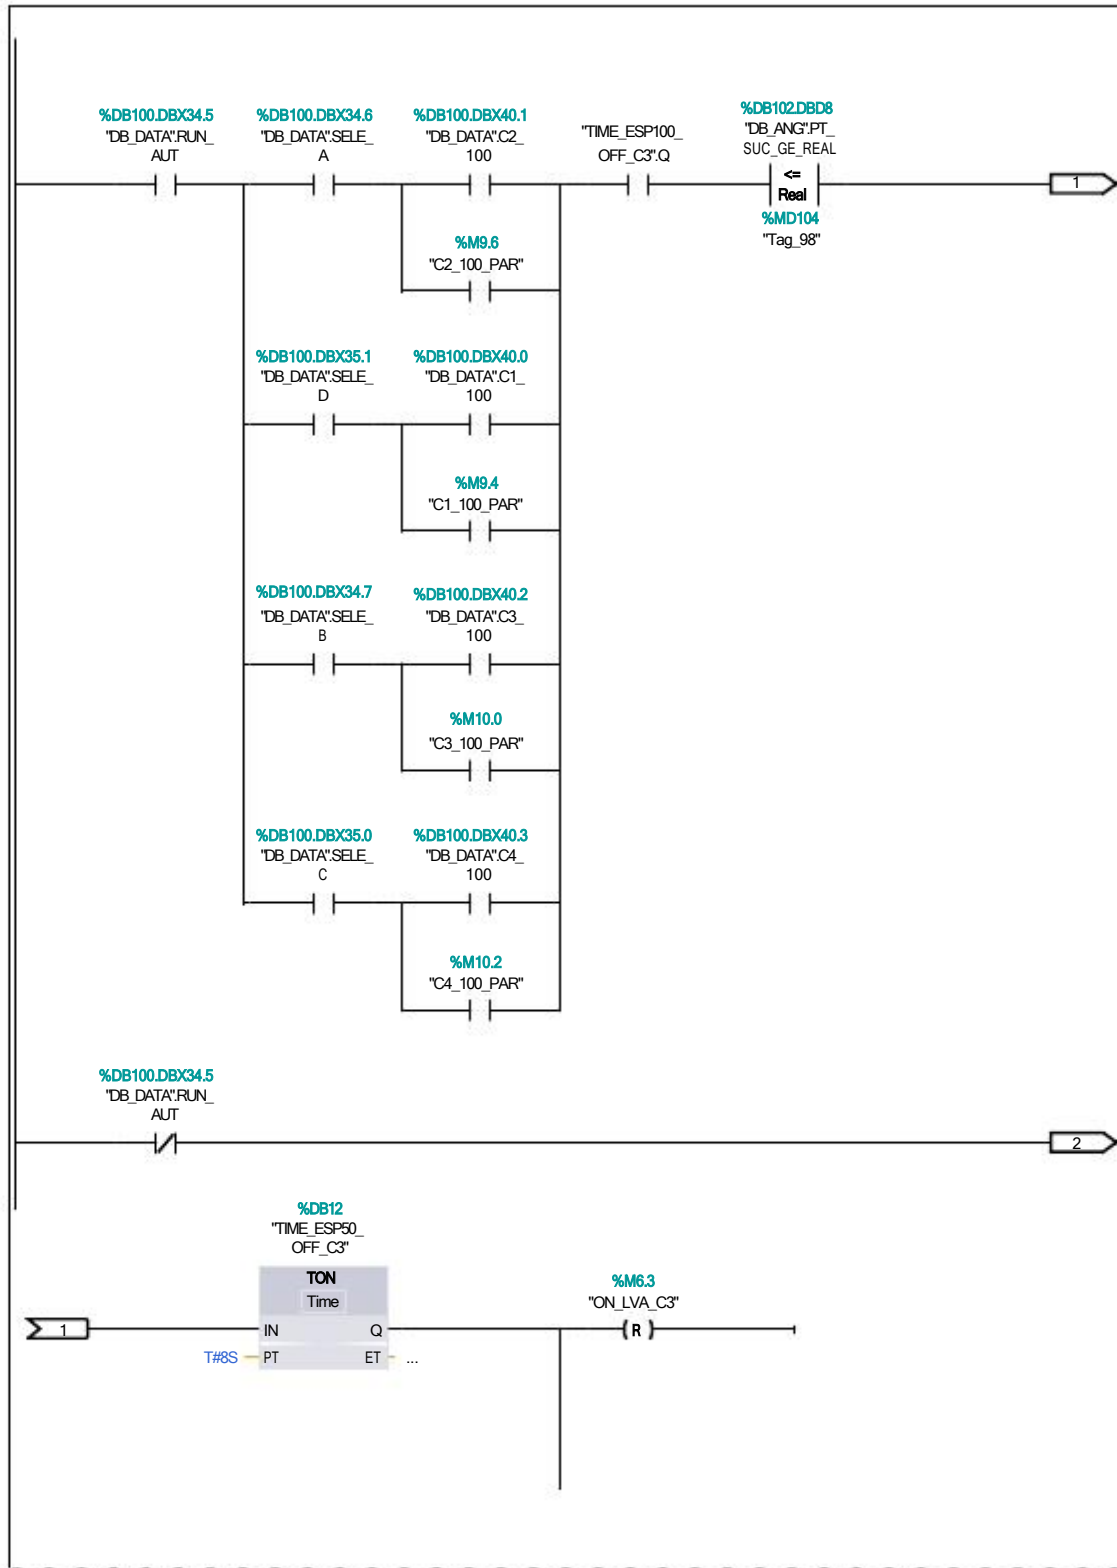 %DB100.DBX34.5
"DB_DATA".RUN_
AUT
%DB100.DBX34.6
"DB_DATA".SELE_
A
%DB100.DBX40.1
"DB_DATA".C2_
100
"TIME_ESP100_
OFF_C3".Q
%DB102.DBD8
"DB_ANG".PT_
SUC_GE_REAL
<=
Real
%MD104
"Tag_98"
1
%M9.6
"C2_100_PAR"
%DB100.DBX35.1
"DB_DATA".SELE_
D
%DB100.DBX40.0
"DB_DATA".C1_
100
%M9.4
"C1_100_PAR"
%DB100.DBX34.7
"DB_DATA".SELE_
B
%DB100.DBX40.2
"DB_DATA".C3_
100
%M10.0
"C3_100_PAR"
%DB100.DBX35.0
"DB_DATA".SELE_
C
%DB100.DBX40.3
"DB_DATA".C4_
100
%M10.2
"C4_100_PAR"
%DB100.DBX34.5
"DB_DATA".RUN_
AUT
2
%DB12
"TIME_ESP50_
OFF_C3"
TON
Time
1
IN Q
T#8S PT ET ...
%M6.3
"ON_LVA_C3"
R